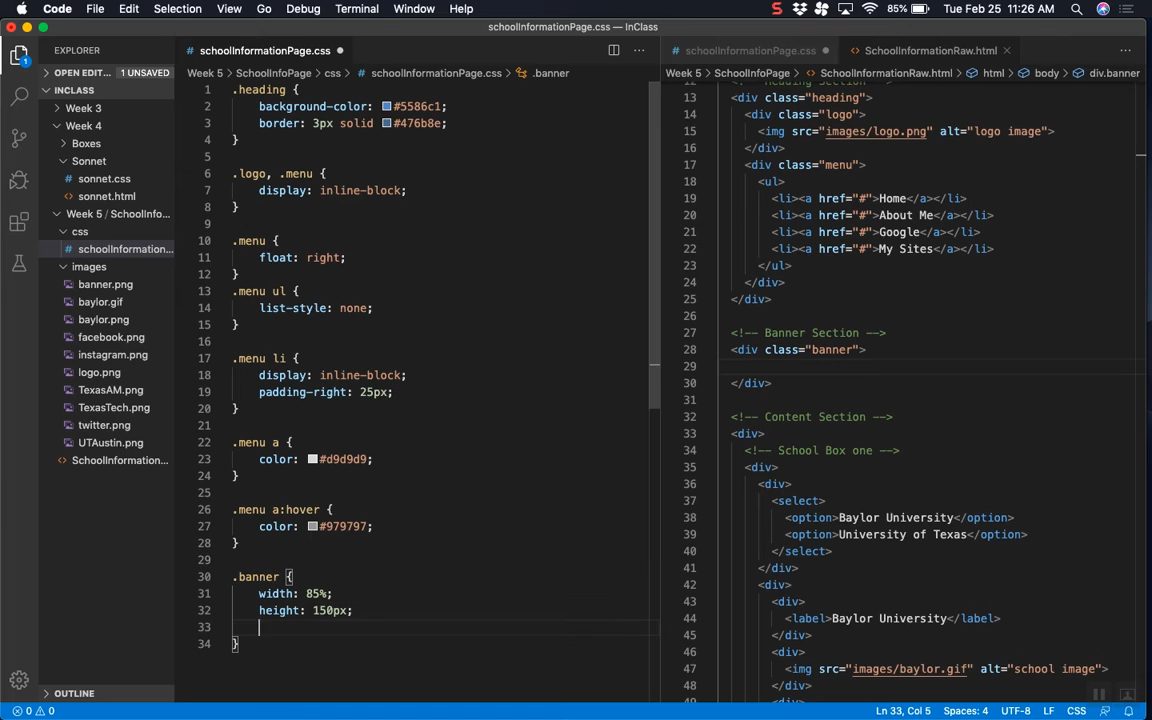 Code File Edit Selection View Go Debug Terminal Window Help 85% Tue Feb 25 11:26 AM
schoolInformationPage.css — InClass
EXPLORER
OPEN EDIT... 1 UNSAVED
INCLASS
Week 3
Week 4
Boxes
Sonnet
sonnet.css
sonnet.html
Week 5 / SchoolInfo...
css
schoolInformation...
images
banner.png
baylor.gif
baylor.png
facebook.png
instagram.png
logo.png
TexasAM.png
TexasTech.png
twitter.png
UTAustin.png
SchoolInformation...
OUTLINE
# schoolInformationPage.css
Week 5 > SchoolInfoPage > css > # schoolInformationPage.css > .banner
1 .heading {
2 background-color: #5586c1;
3 border: 3px solid #476b8e;
4 }
5
6 .logo, .menu {
7 display: inline-block;
8 }
9
10 .menu {
11 float: right;
12 }
13 .menu ul {
14 list-style: none;
15 }
16
17 .menu li {
18 display: inline-block;
19 padding-right: 25px;
20 }
21
22 .menu a {
23 color: #d9d9d9;
24 }
25
26 .menu a:hover {
27 color: #979797;
28 }
29
30 .banner {
31 width: 85%;
32 height: 150px;
33
34 }
# schoolInformationPage.css SchoolInformationRaw.html
Week 5 > SchoolInfoPage > SchoolInformationRaw.html > html > body > div.banner
<!-- Heading Section -->
13 <div class="heading">
14 <div class="logo">
15 <img src="images/logo.png" alt="logo image">
16 </div>
17 <div class="menu">
18 <ul>
19 <li><a href="#">Home</a></li>
20 <li><a href="#">About Me</a></li>
21 <li><a href="#">Google</a></li>
22 <li><a href="#">My Sites</a></li>
23 </ul>
24 </div>
25 </div>
26
27 <!-- Banner Section -->
28 <div class="banner">
29
30 </div>
31
32 <!-- Content Section -->
33 <div>
34 <!-- School Box one -->
35 <div>
36 <div>
37 <select>
38 <option>Baylor University</option>
39 <option>University of Texas</option>
40 </select>
41 </div>
42 <div>
43 <div>
44 <label>Baylor University</label>
45 </div>
46 <div>
47 <img src="images/baylor.gif" alt="school image">
48 </div>
0 0 Ln 33, Col 5 Spaces: 4 UTF-8 LF CSS